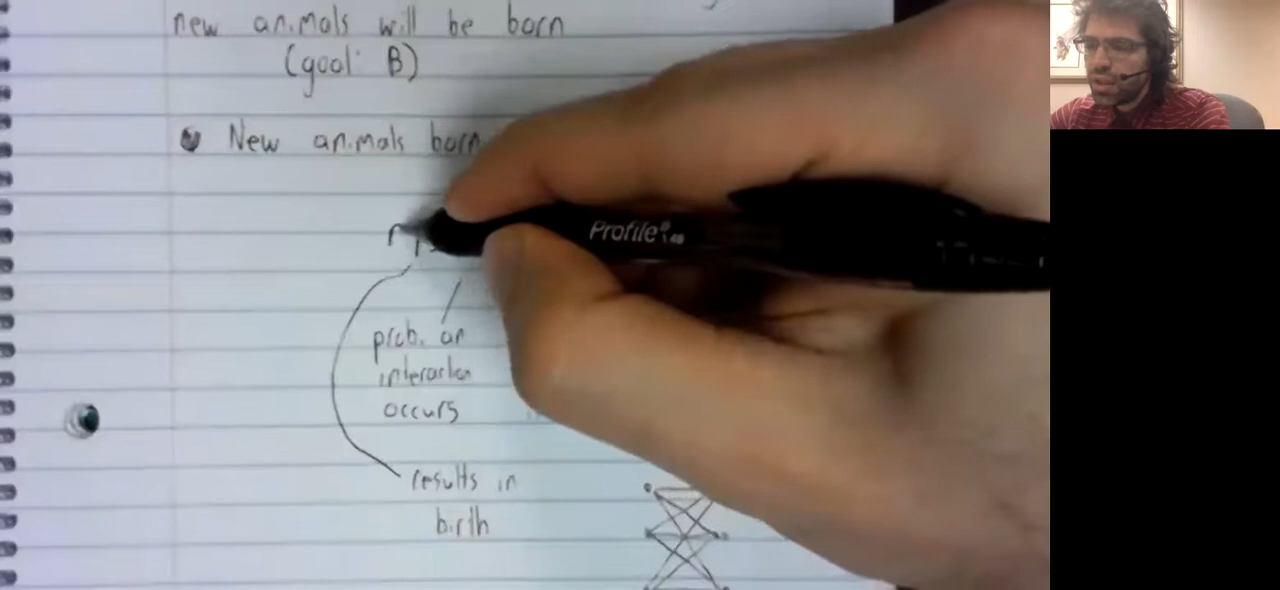 new animals will be born
(goal: B)
New animals born
Profile
prob. an
interaction
occurs
results in
birth